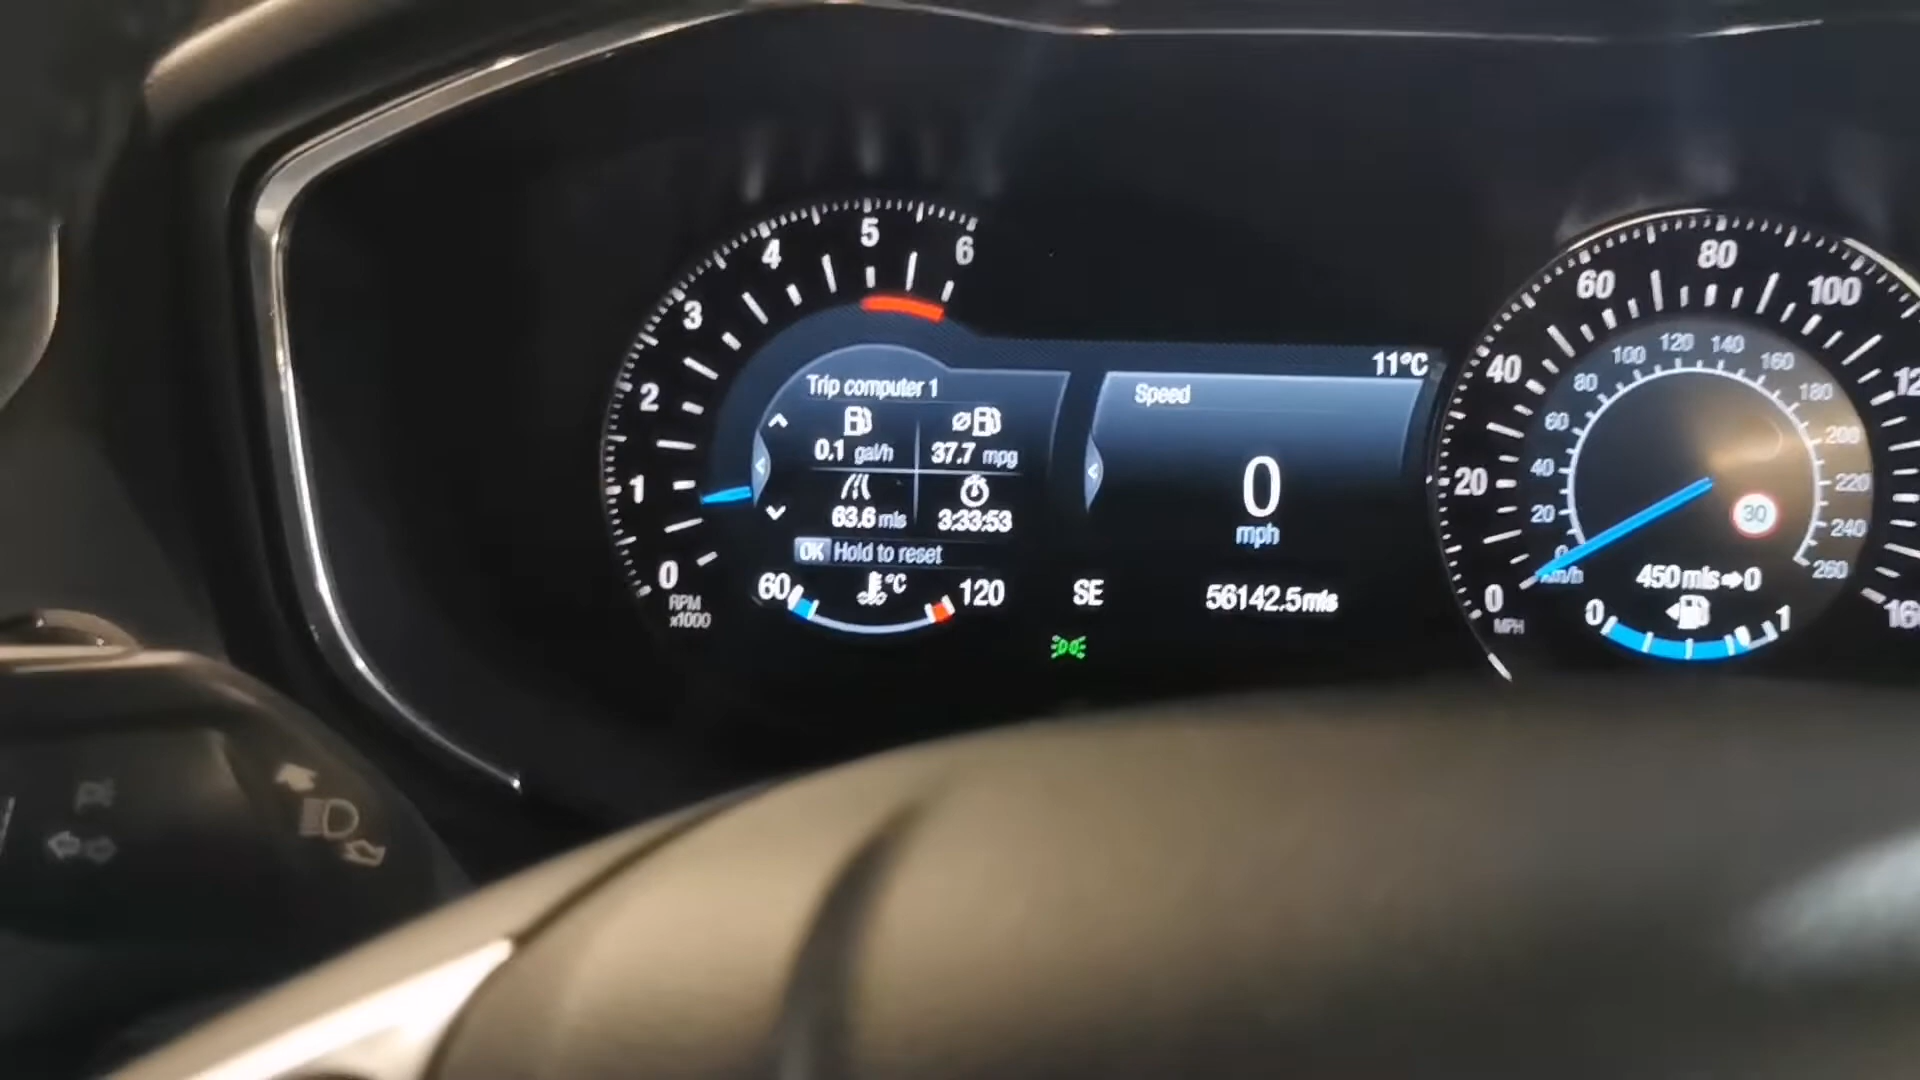 0
1
2
3
4
5
6
RPM
x1000
Trip computer 1
0.1 gal/h
37.7 mpg
63.6 mls
3:33:53
OK Hold to reset
60
°C
120
SE
11°C
Speed
0
mph
56142.5mls
0
20
40
60
80
100
MPH
0
20
40
60
80
100
120
140
160
180
200
220
240
260
km/h
30
450mls➡0
0
1